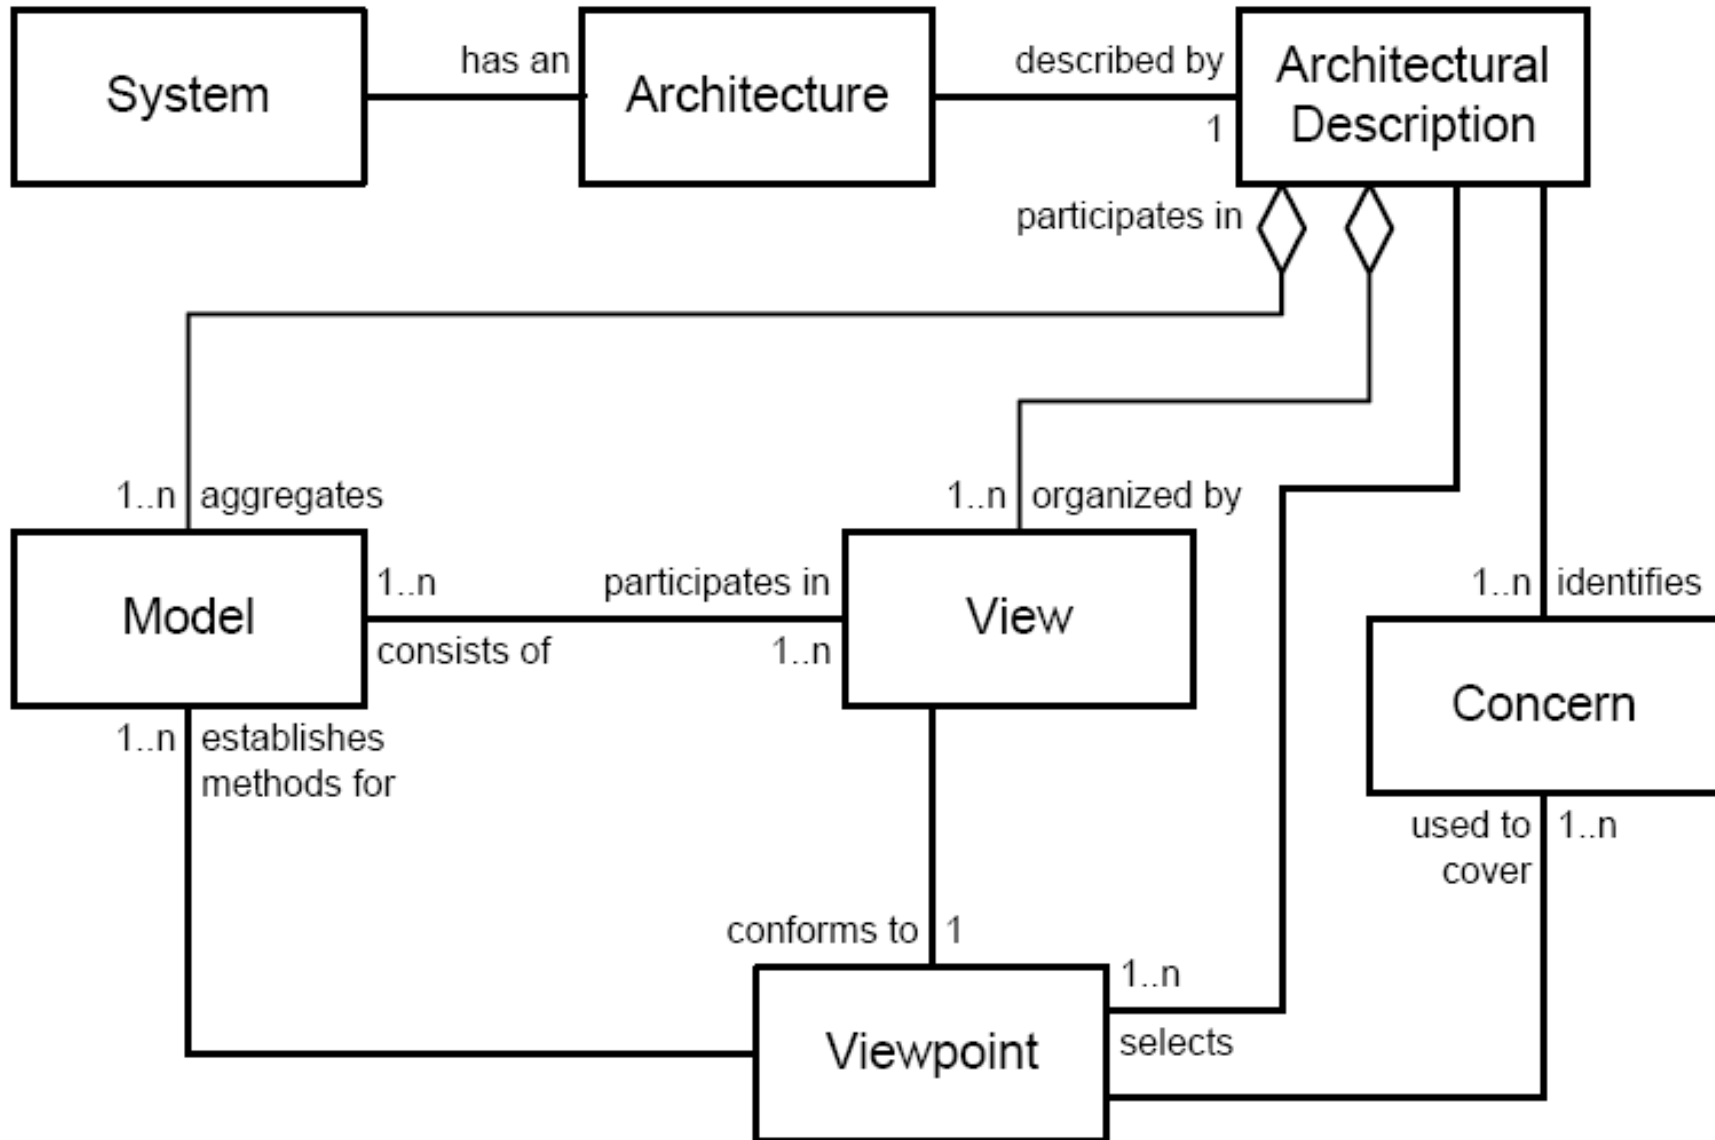 System
has an
Architecture
described by
1
Architectural
Description
participates in
1..n
aggregates
1..n
organized by
Model
1..n
participates in
consists of
1..n
View
1..n
identifies
Concern
1..n
establishes
methods for
used to
cover
1..n
conforms to
1
1..n
selects
Viewpoint